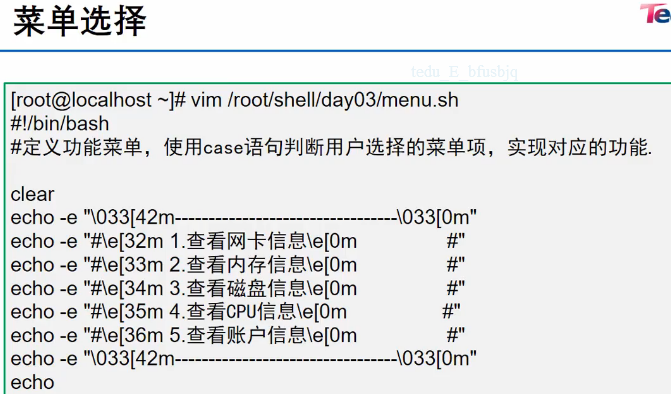 菜单选择
Te
tedu_E_bfusbjq
[root@localhost ~]# vim /root/shell/day03/menu.sh
#!/bin/bash
#定义功能菜单，使用case语句判断用户选择的菜单项，实现对应的功能.
clear
echo -e "\033[42m---------------------------------\033[0m"
echo -e "#\e[32m 1.查看网卡信息\e[0m                #"
echo -e "#\e[33m 2.查看内存信息\e[0m                #"
echo -e "#\e[34m 3.查看磁盘信息\e[0m                #"
echo -e "#\e[35m 4.查看CPU信息\e[0m                 #"
echo -e "#\e[36m 5.查看账户信息\e[0m                #"
echo -e "\033[42m---------------------------------\033[0m"
echo